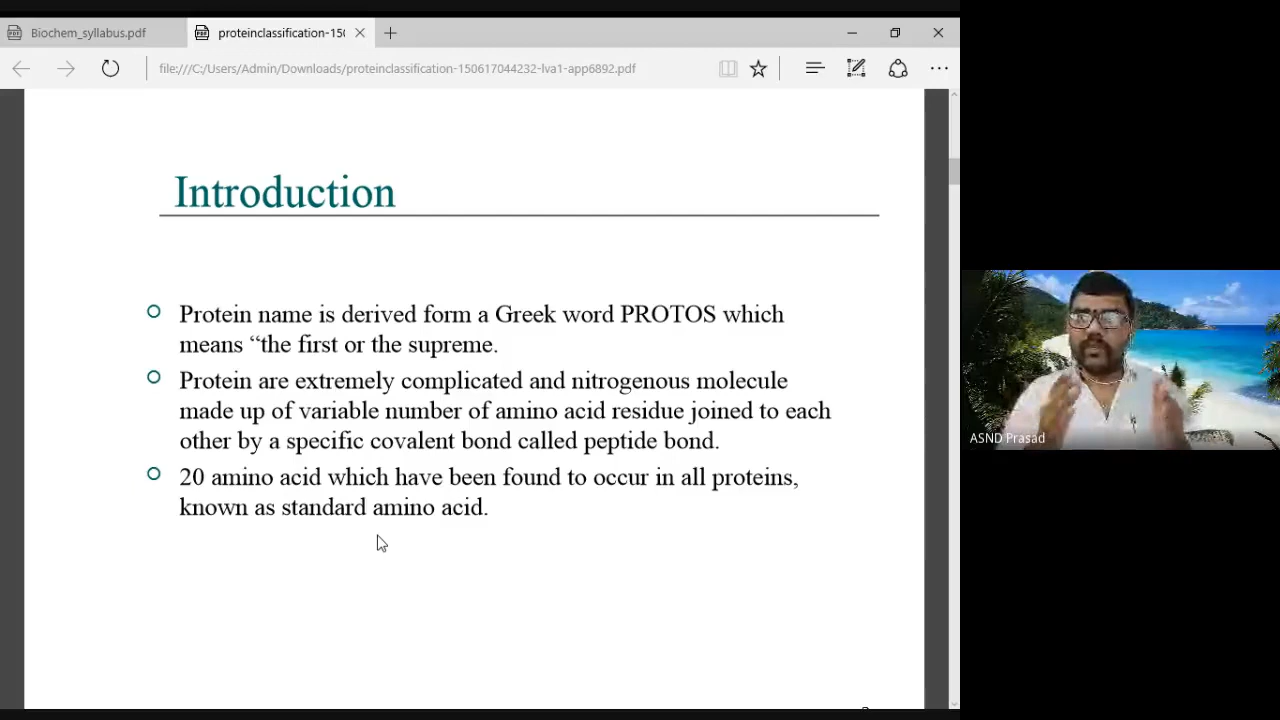 Biochem_syllabus.pdf
proteinclassification-150
file:///C:/Users/Admin/Downloads/proteinclassification-150617044232-lva1-app6892.pdf
Introduction
Protein name is derived form a Greek word PROTOS which
means “the first or the supreme.
Protein are extremely complicated and nitrogenous molecule
made up of variable number of amino acid residue joined to each
other by a specific covalent bond called peptide bond.
20 amino acid which have been found to occur in all proteins,
known as standard amino acid.
ASND Prasad